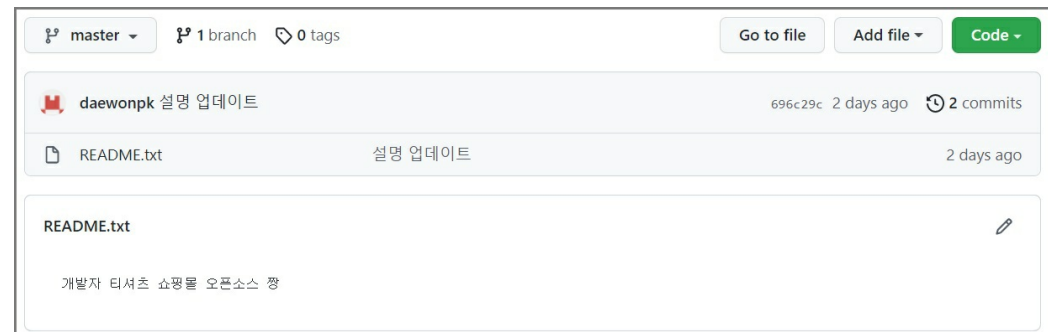 master 1 branch 0 tags Go to file Add file Code
daewonpk 설명 업데이트 696c29c 2 days ago 2 commits
README.txt 설명 업데이트 2 days ago
README.txt
개발자 티셔츠 쇼핑몰 오픈소스 짱